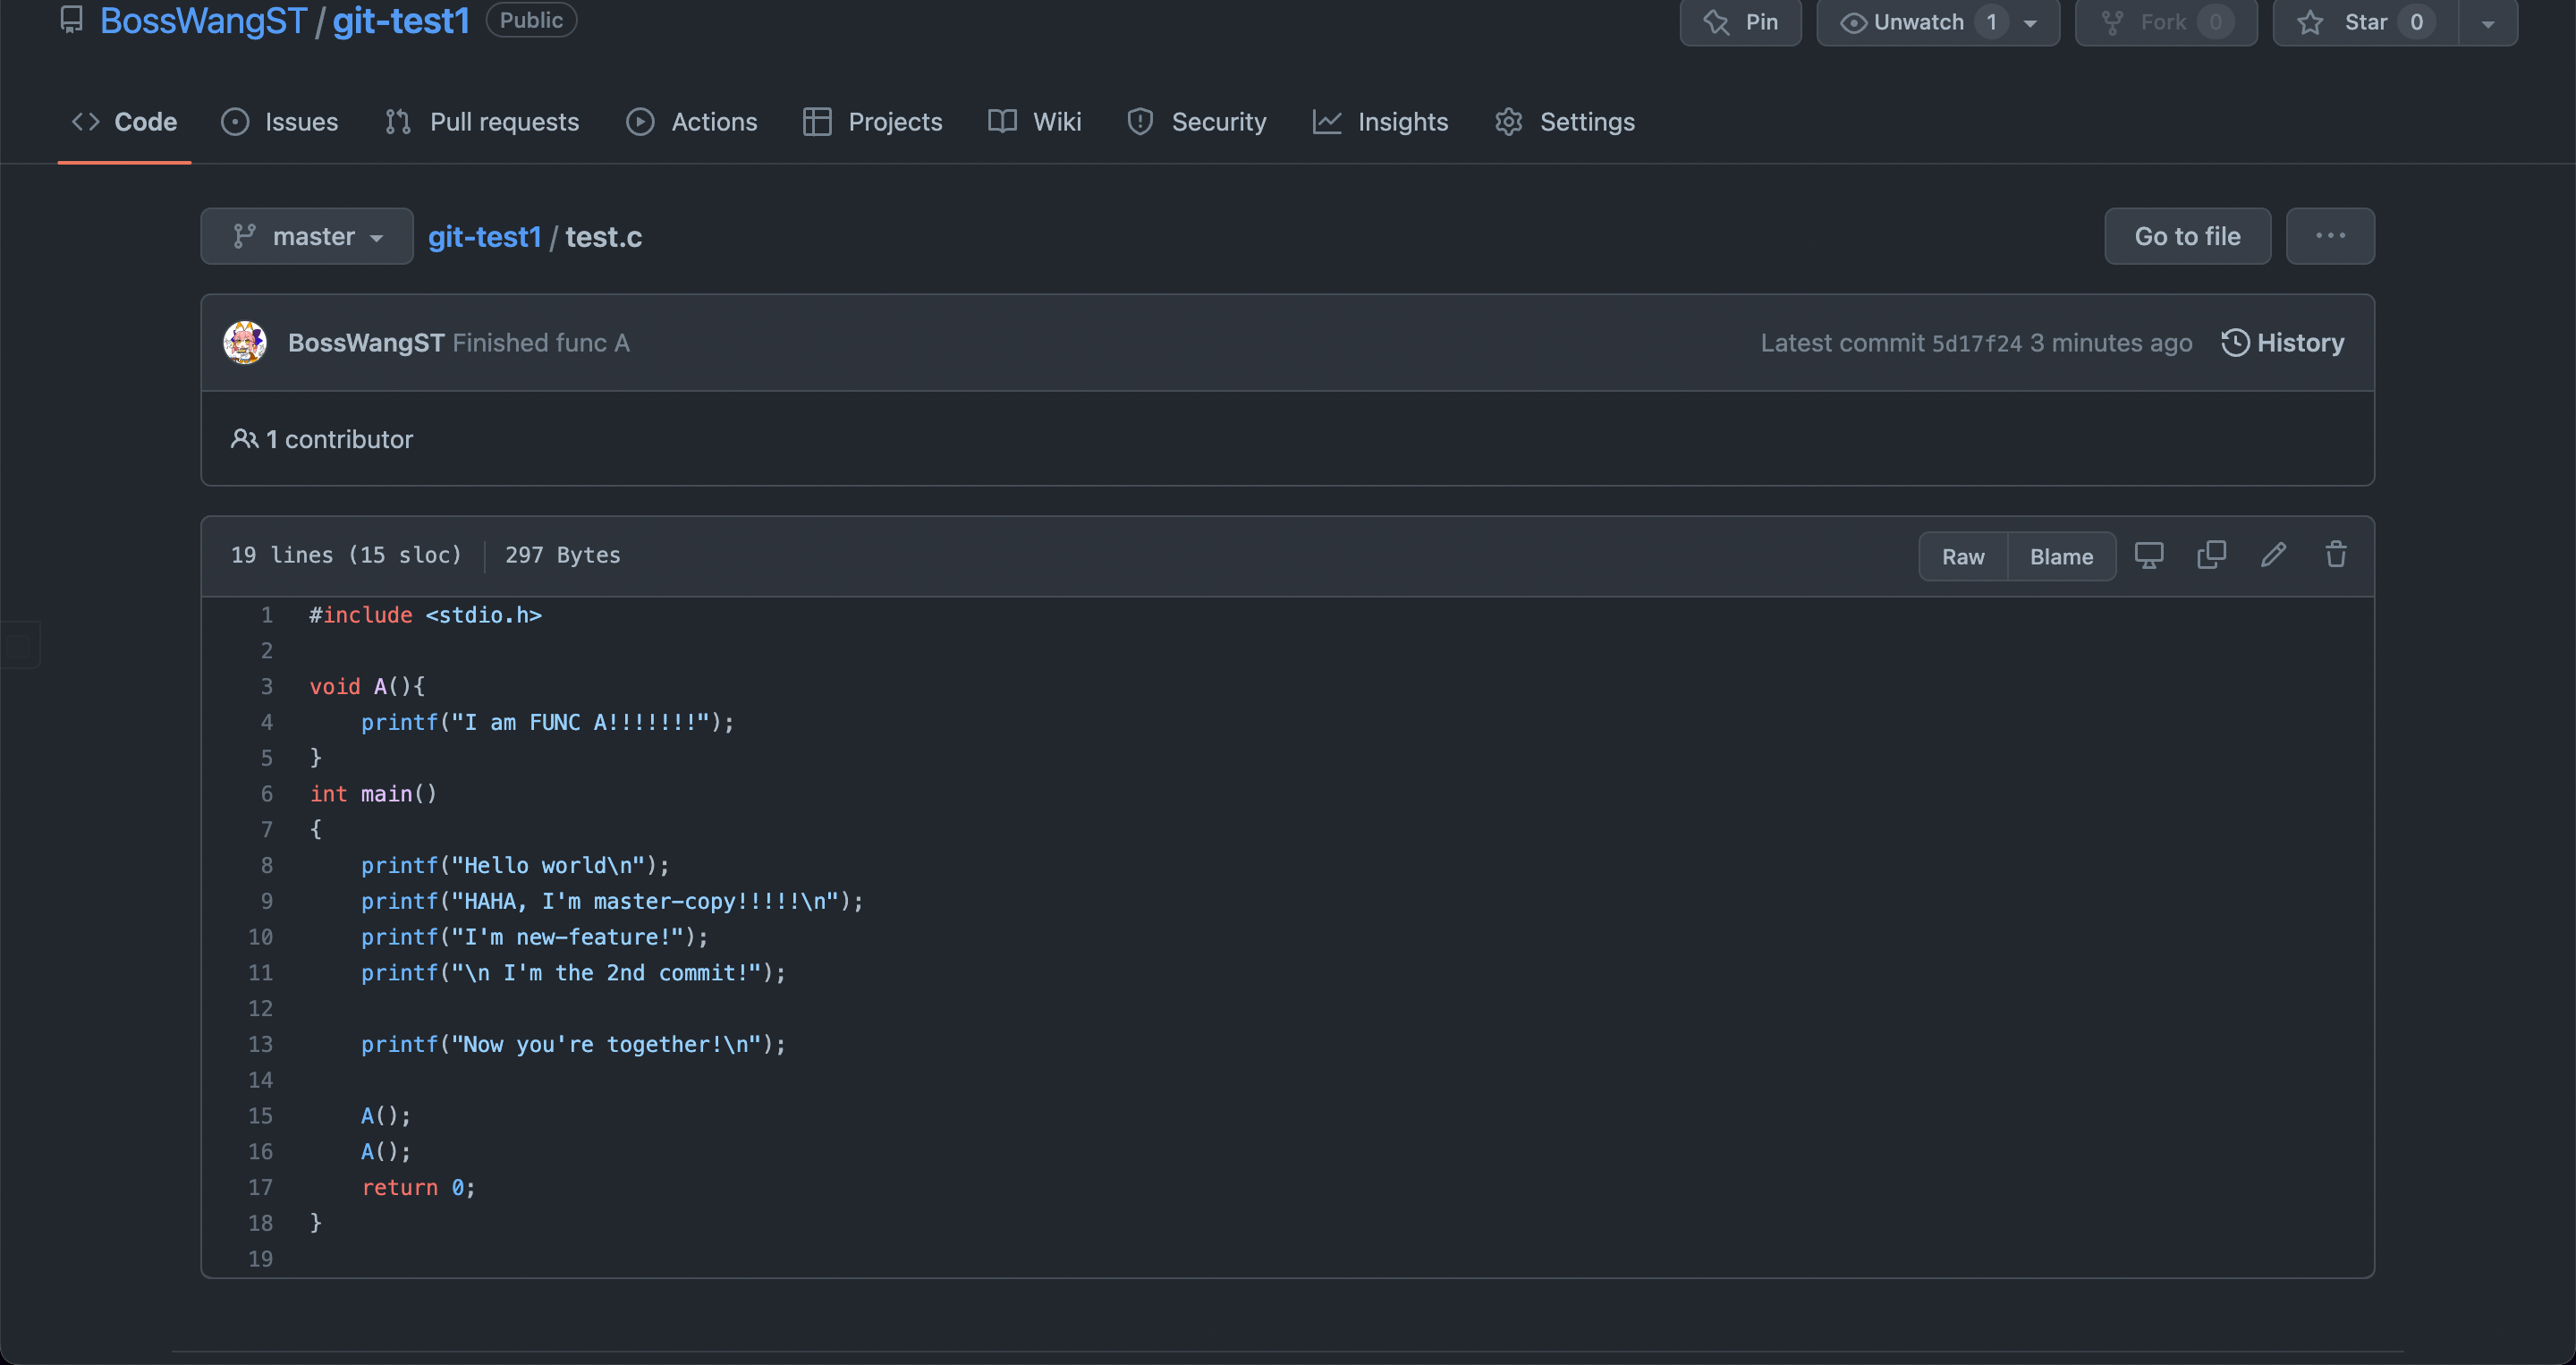 BossWangST / git-test1 Public Pin Unwatch 1 Fork 0 Star 0
Code Issues Pull requests Actions Projects Wiki Security Insights Settings
master git-test1 / test.c Go to file ...
BossWangST Finished func A Latest commit 5d17f24 3 minutes ago History
1 contributor
19 lines (15 sloc) 297 Bytes Raw Blame
1 #include <stdio.h>
2
3 void A(){
4     printf("I am FUNC A!!!!!!!");
5 }
6 int main()
7 {
8     printf("Hello world\n");
9     printf("HAHA, I'm master-copy!!!!!\n");
10     printf("I'm new-feature!");
11     printf("\n I'm the 2nd commit!");
12
13     printf("Now you're together!\n");
14
15     A();
16     A();
17     return 0;
18 }
19